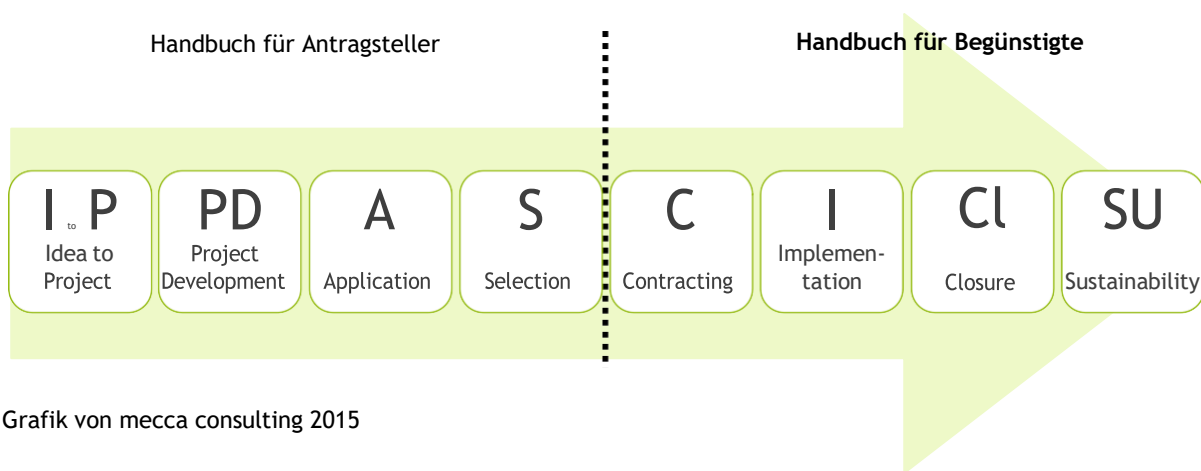 Handbuch für Antragsteller
Handbuch für Begünstigte
I to P
Idea to
Project
PD
Project
Development
A
Application
S
Selection
C
Contracting
I
Implemen-
tation
Cl
Closure
SU
Sustainability
Grafik von mecca consulting 2015